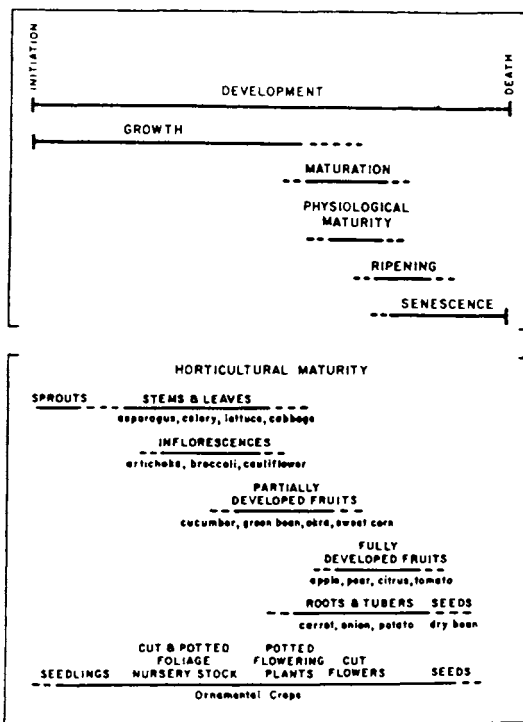 INITIATION
DEATH
DEVELOPMENT
GROWTH
MATURATION
PHYSIOLOGICAL
MATURITY
RIPENING
SENESCENCE
HORTICULTURAL MATURITY
SPROUTS STEMS & LEAVES
asparagus, celery, lettuce, cabbage
INFLORESCENCES
artichoke, broccoli, cauliflower
PARTIALLY
DEVELOPED FRUITS
cucumber, green bean, okra, sweet corn
FULLY
DEVELOPED FRUITS
apple, pear, citrus, tomato
ROOTS & TUBERS SEEDS
carrot, onion, potato dry bean
CUT & POTTED POTTED
FOLIAGE FLOWERING CUT
SEEDLINGS NURSERY STOCK PLANTS FLOWERS SEEDS
Ornamental Crops